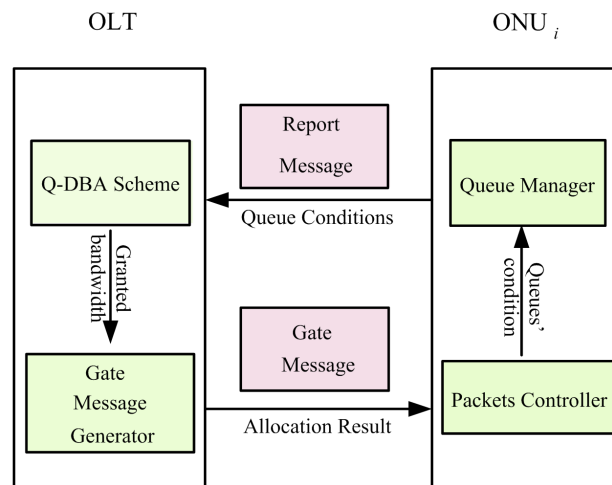 OLT
ONU i
Report
Message
Q-DBA Scheme
Queue Manager
Queue Conditions
Granted
bandwidth
Queues’
condition
Gate
Message
Gate
Message
Generator
Packets Controller
Allocation Result